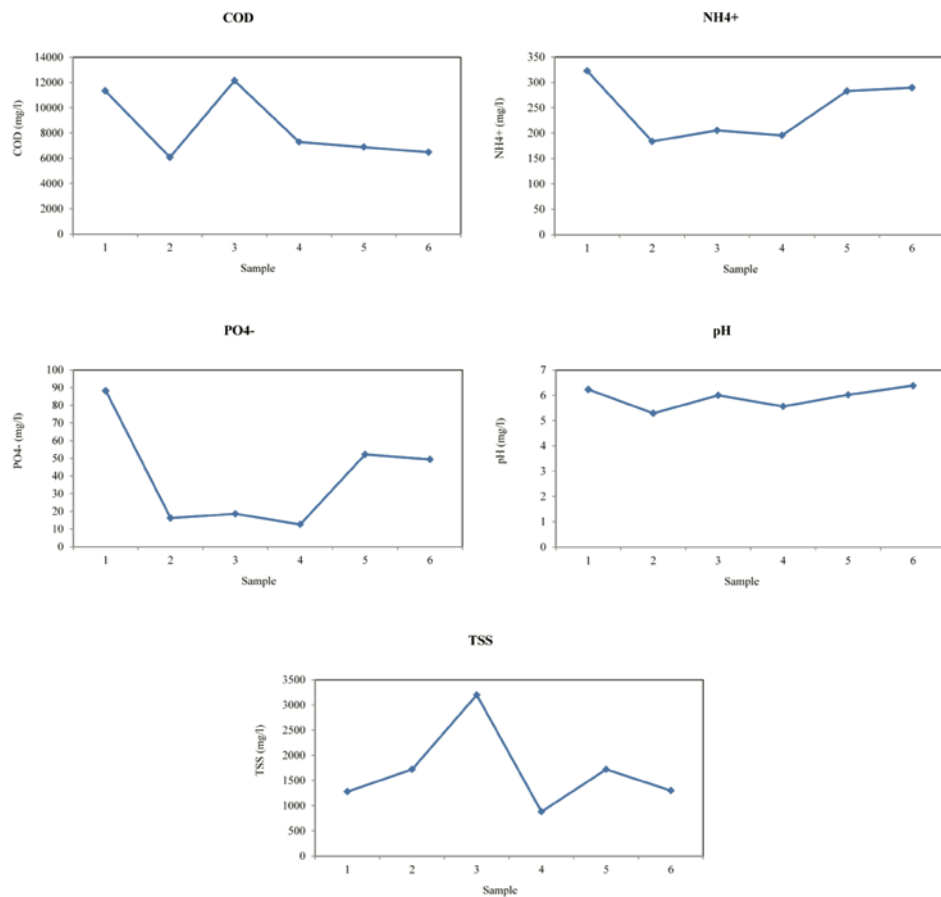 COD
14000
12000
10000
8000
6000
4000
2000
0
COD (mg/l)
1 2 3 4 5 6
Sample
NH4+
350
300
250
200
150
100
50
0
NH4+ (mg/l)
1 2 3 4 5 6
Sample
PO4-
100
90
80
70
60
50
40
30
20
10
0
PO4- (mg/l)
1 2 3 4 5 6
Sample
pH
7
6
5
4
3
2
1
0
pH (mg/l)
1 2 3 4 5 6
Sample
TSS
3500
3000
2500
2000
1500
1000
500
0
TSS (mg/l)
1 2 3 4 5 6
Sample